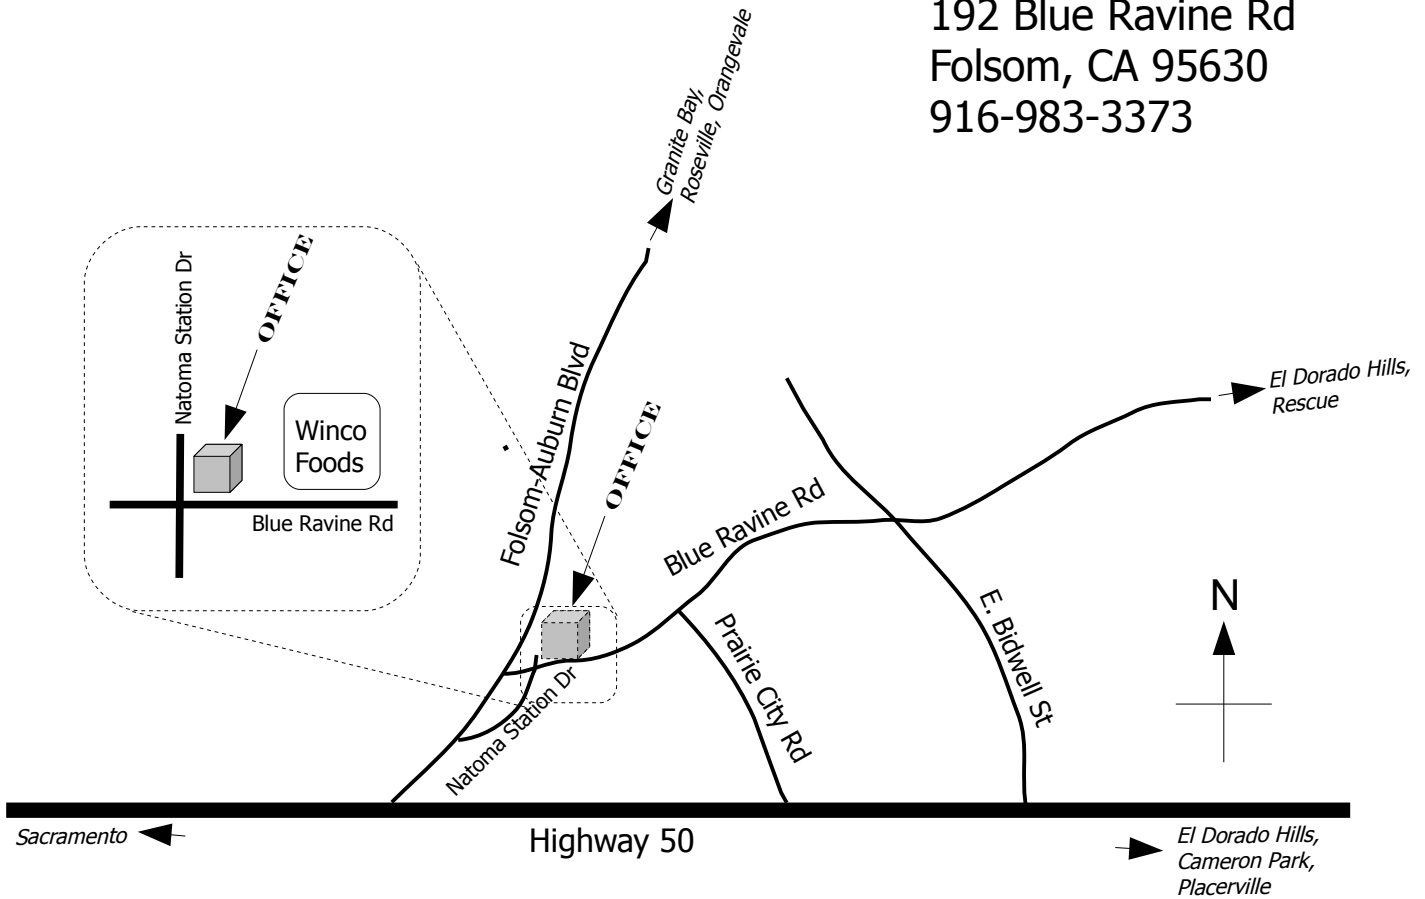 192 Blue Ravine Rd
Folsom, CA 95630
916-983-3373
Granite Bay,
Roseville, Orangevale
OFFICE
Natoma Station Dr
Winco
Foods
Blue Ravine Rd
Folsom-Auburn Blvd
OFFICE
El Dorado Hills,
Rescue
Blue Ravine Rd
E. Bidwell St
N
Prairie City Rd
Natoma Station Dr
Sacramento
Highway 50
El Dorado Hills,
Cameron Park,
Placerville